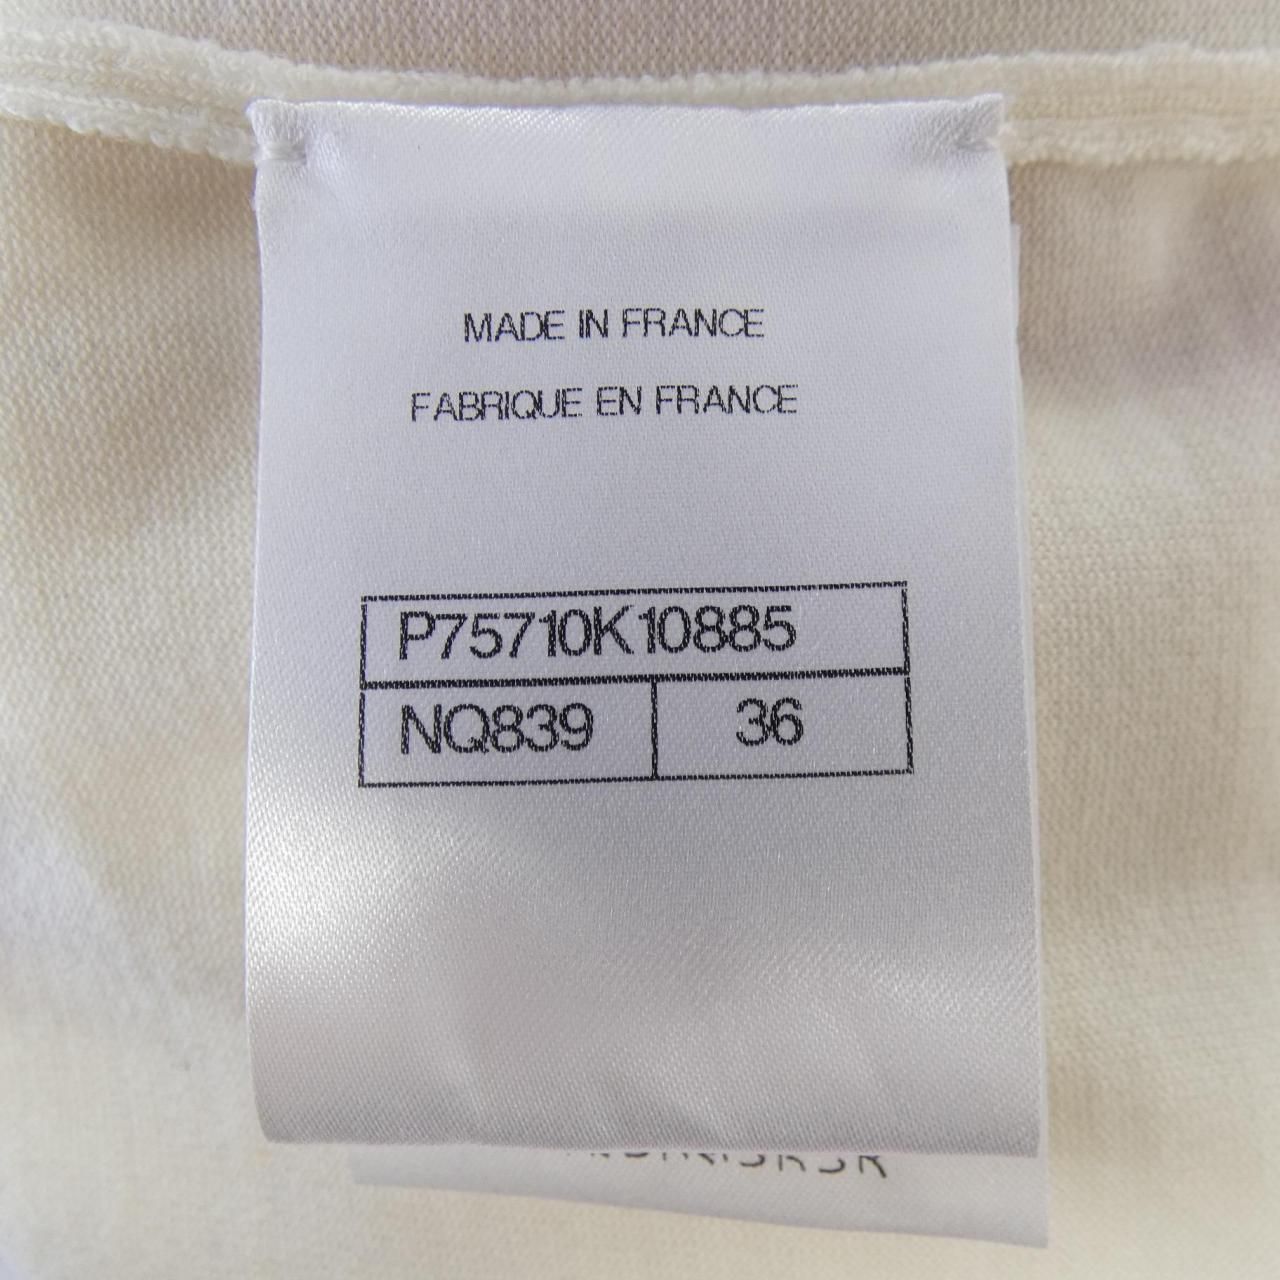 MADE IN FRANCE
FABRIQUE EN FRANCE
P75710K10885
NQ839 36